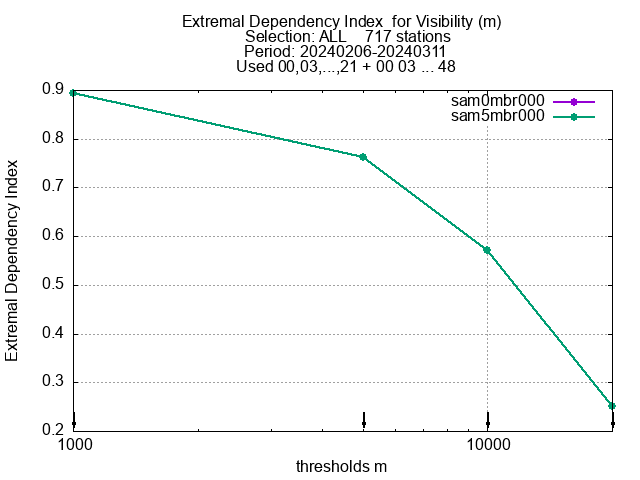 Extremal Dependency Index  for Visibility (m)
Selection: ALL    717 stations
Period: 20240206-20240311
Used 00,03,...,21 + 00 03 ... 48
sam0mbr000
sam5mbr000
0.9
0.8
0.7
0.6
0.5
0.4
0.3
0.2
Extremal Dependency Index
1000 10000
thresholds m